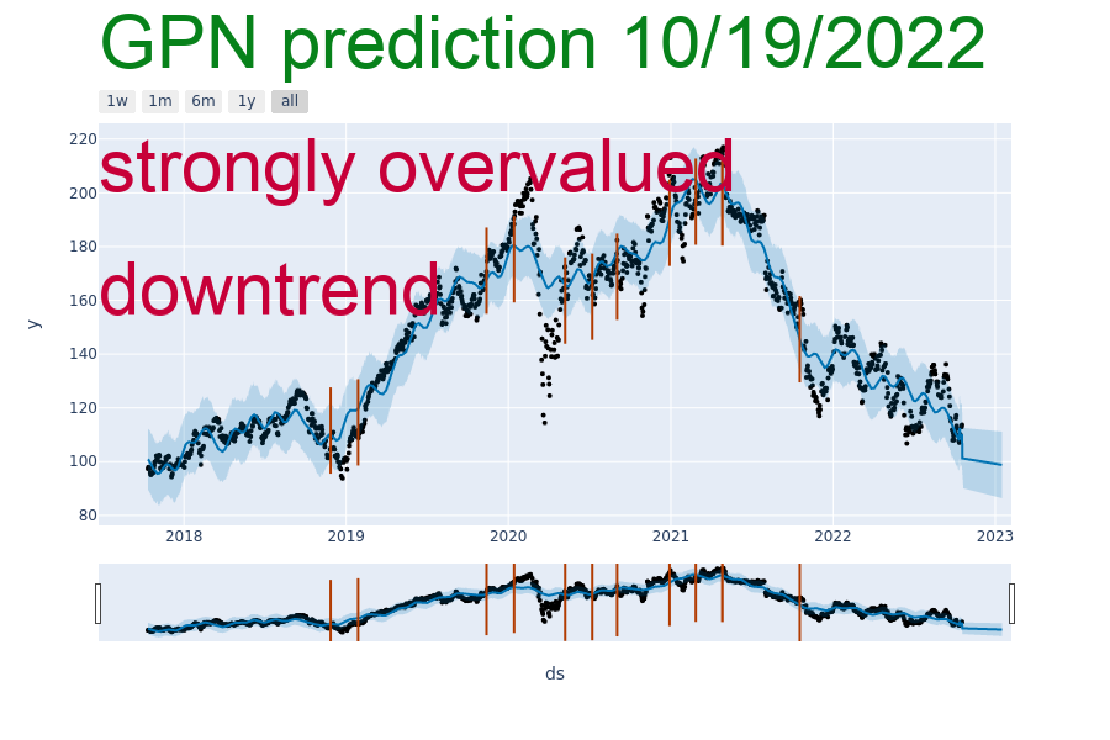 GPN prediction 10/19/2022
1w 1m 6m 1y all
220
strongly overvalued
200
180
downtrend
160
y
140
120
100
80
2018 2019 2020 2021 2022 2023
ds